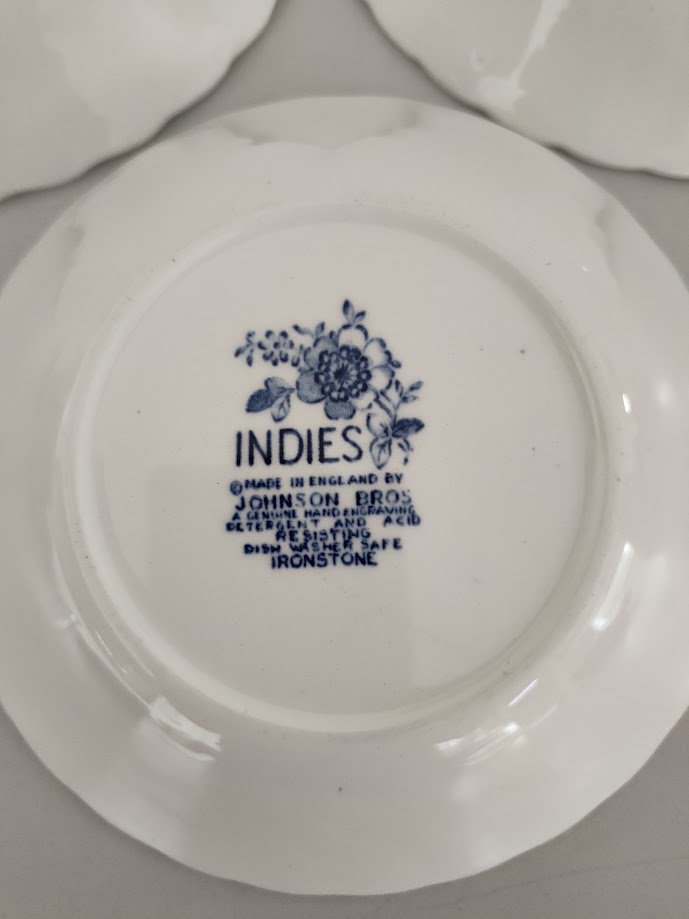 INDIES
©MADE IN ENGLAND BY
JOHNSON BROS
A GENUINE HAND ENGRAVING
DETERGENT AND ACID
RESISTING
DISH WASHER SAFE
IRONSTONE